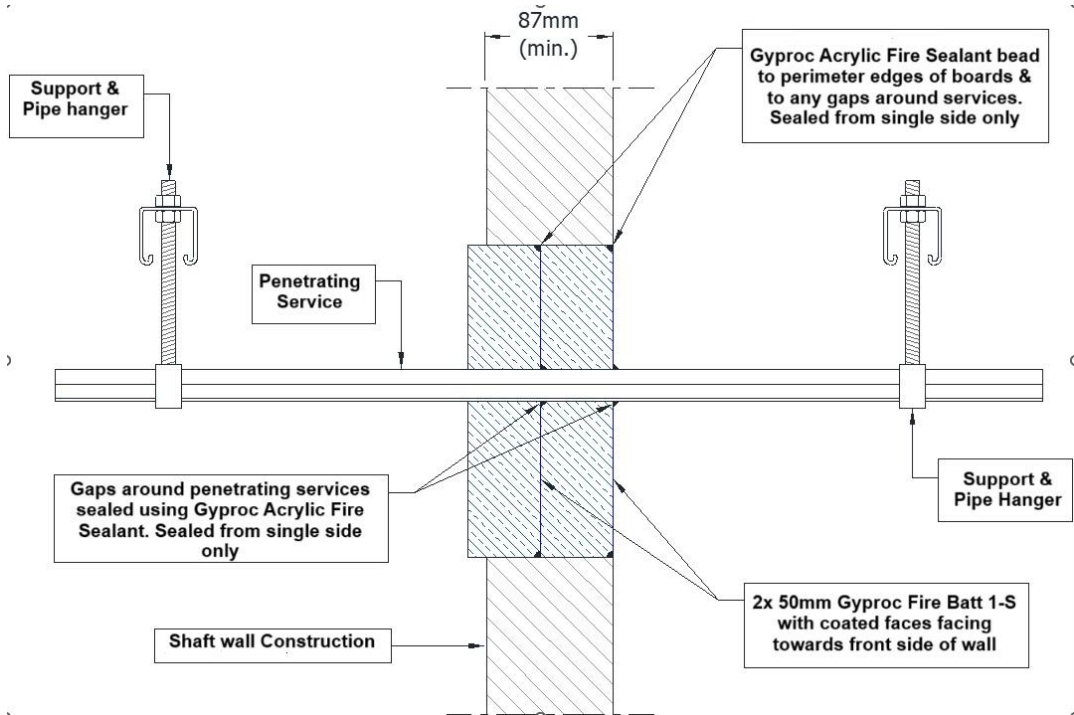 87mm
(min.)
Support &
Pipe hanger
Gyproc Acrylic Fire Sealant bead
to perimeter edges of boards &
to any gaps around services.
Sealed from single side only
Penetrating
Service
Gaps around penetrating services
sealed using Gyproc Acrylic Fire
Sealant. Sealed from single side
only
Support &
Pipe Hanger
2x 50mm Gyproc Fire Batt 1-S
with coated faces facing
towards front side of wall
Shaft wall Construction